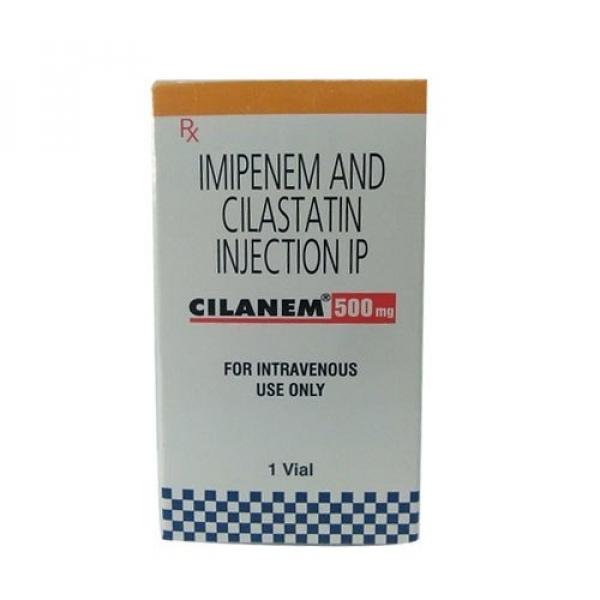 Rx
IMIPENEM AND
CILASTATIN
INJECTION IP
CILANEM® 500 mg
FOR INTRAVENOUS
USE ONLY
1 Vial